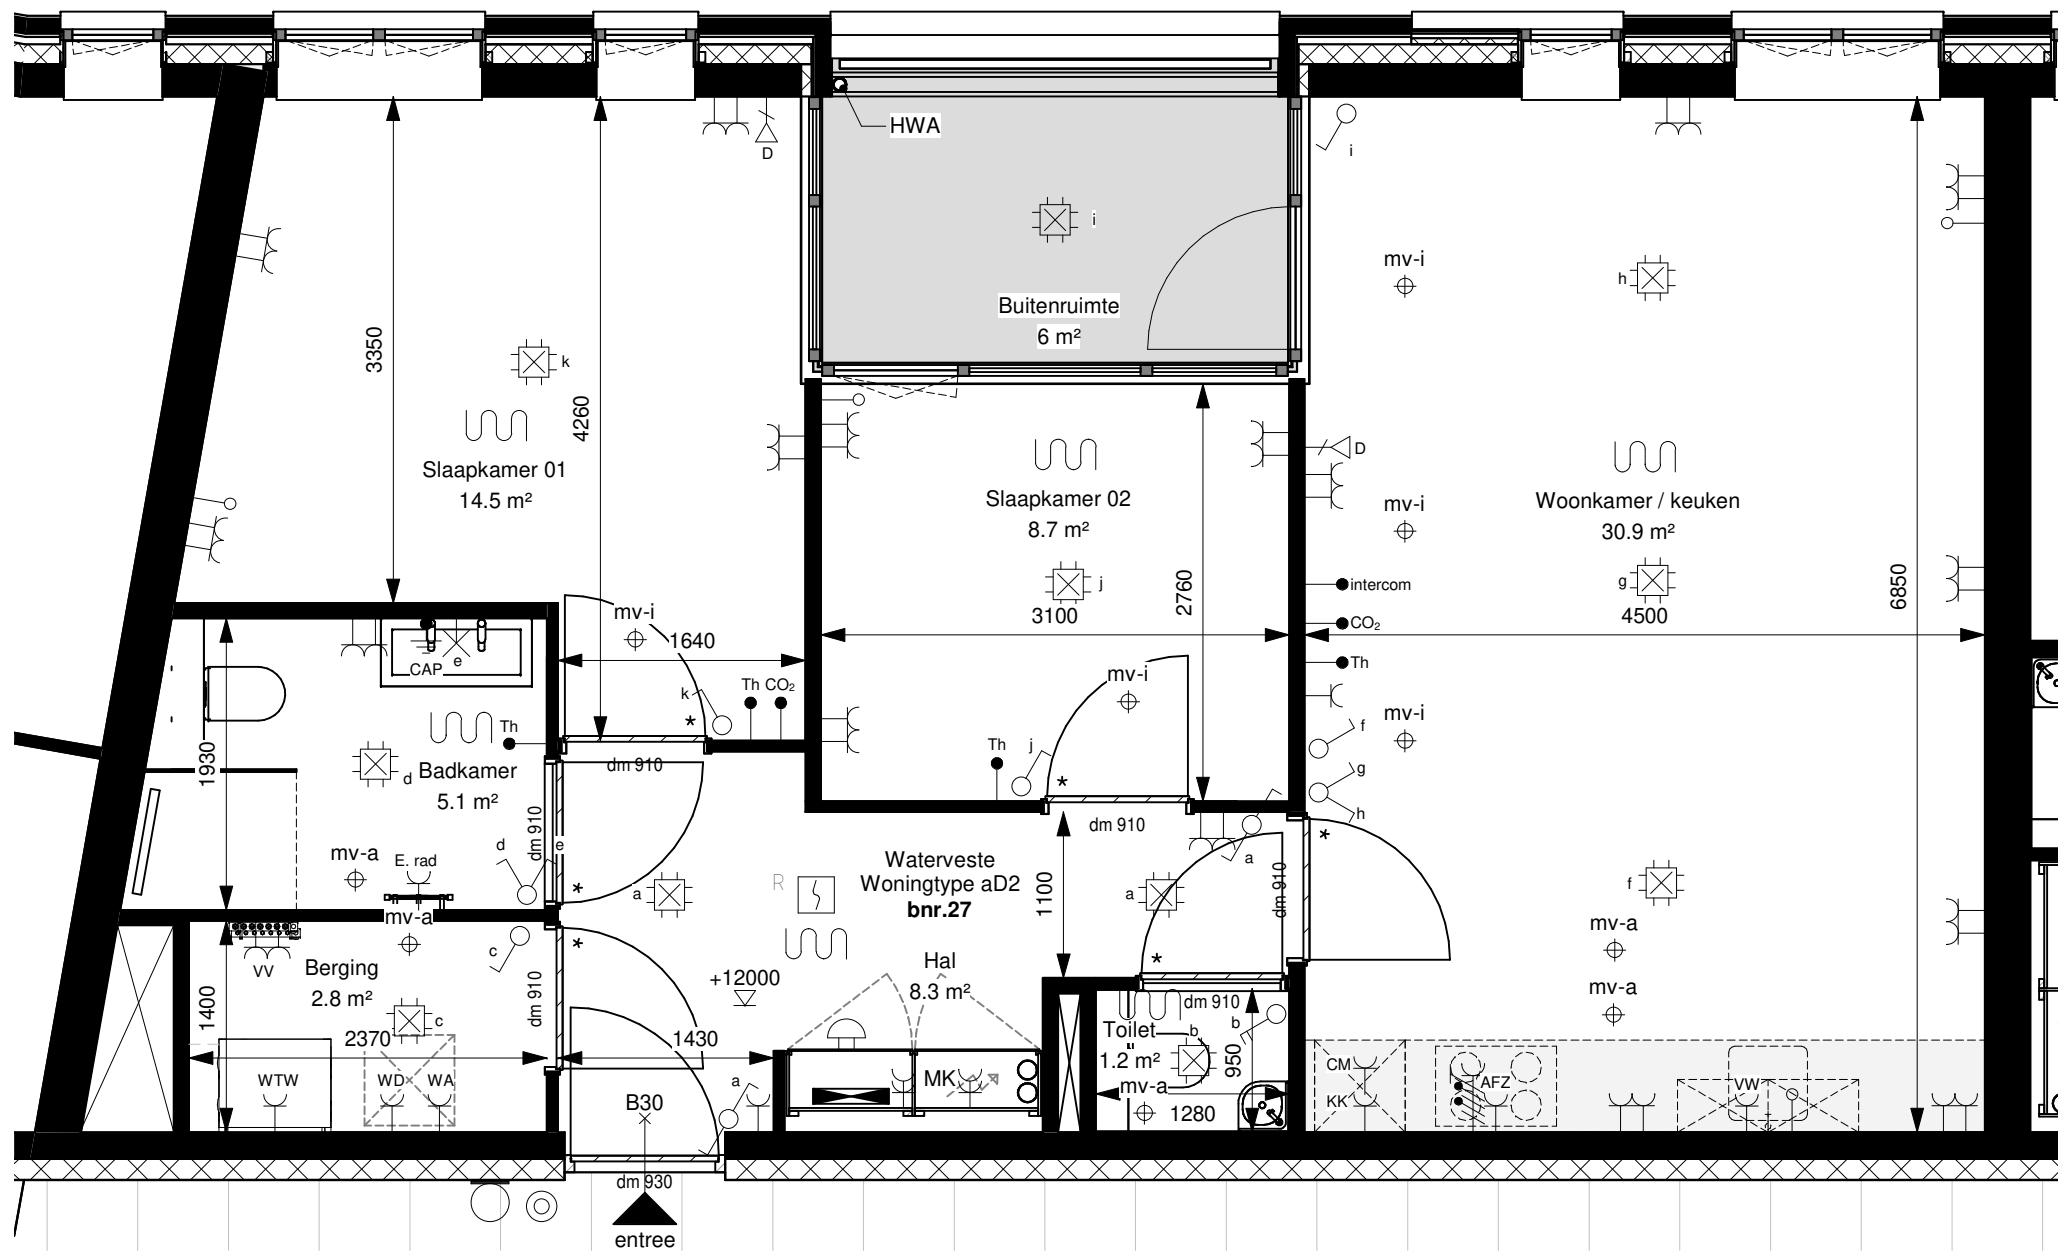 HWA
D
i
i
mv-i
h
Buitenruimte
6 m²
3350
k
4260
Slaapkamer 01
14.5 m²
Slaapkamer 02
8.7 m²
D
Woonkamer / keuken
30.9 m²
mv-i
j
2760
intercom
g
6850
3100
CO₂
4500
mv-i
1640
Th
mv-i
mv-i
k
Th CO₂
CAP
e
Th
*
dm 910
Th
j
*
f
g
h
1930
d
Badkamer
5.1 m²
dm 910
e
d
mv-a
E. rad
*
a
R
Waterveste
Woningtype aD2
bnr.27
dm 910
a
*
1100
a
dm 910
f
mv-a
mv-a
VV
c
*
Berging
2.8 m²
dm 910
+12000
Hal
8.3 m²
*
mv-a
mv-a
1400
c
2370
1430
dm 910
Toilet
1.2 m²
b
b
950
mv-a
1280
WTW
WD
WA
MK
CM
KK
AFZ
VW
B30
a
dm 930
entree